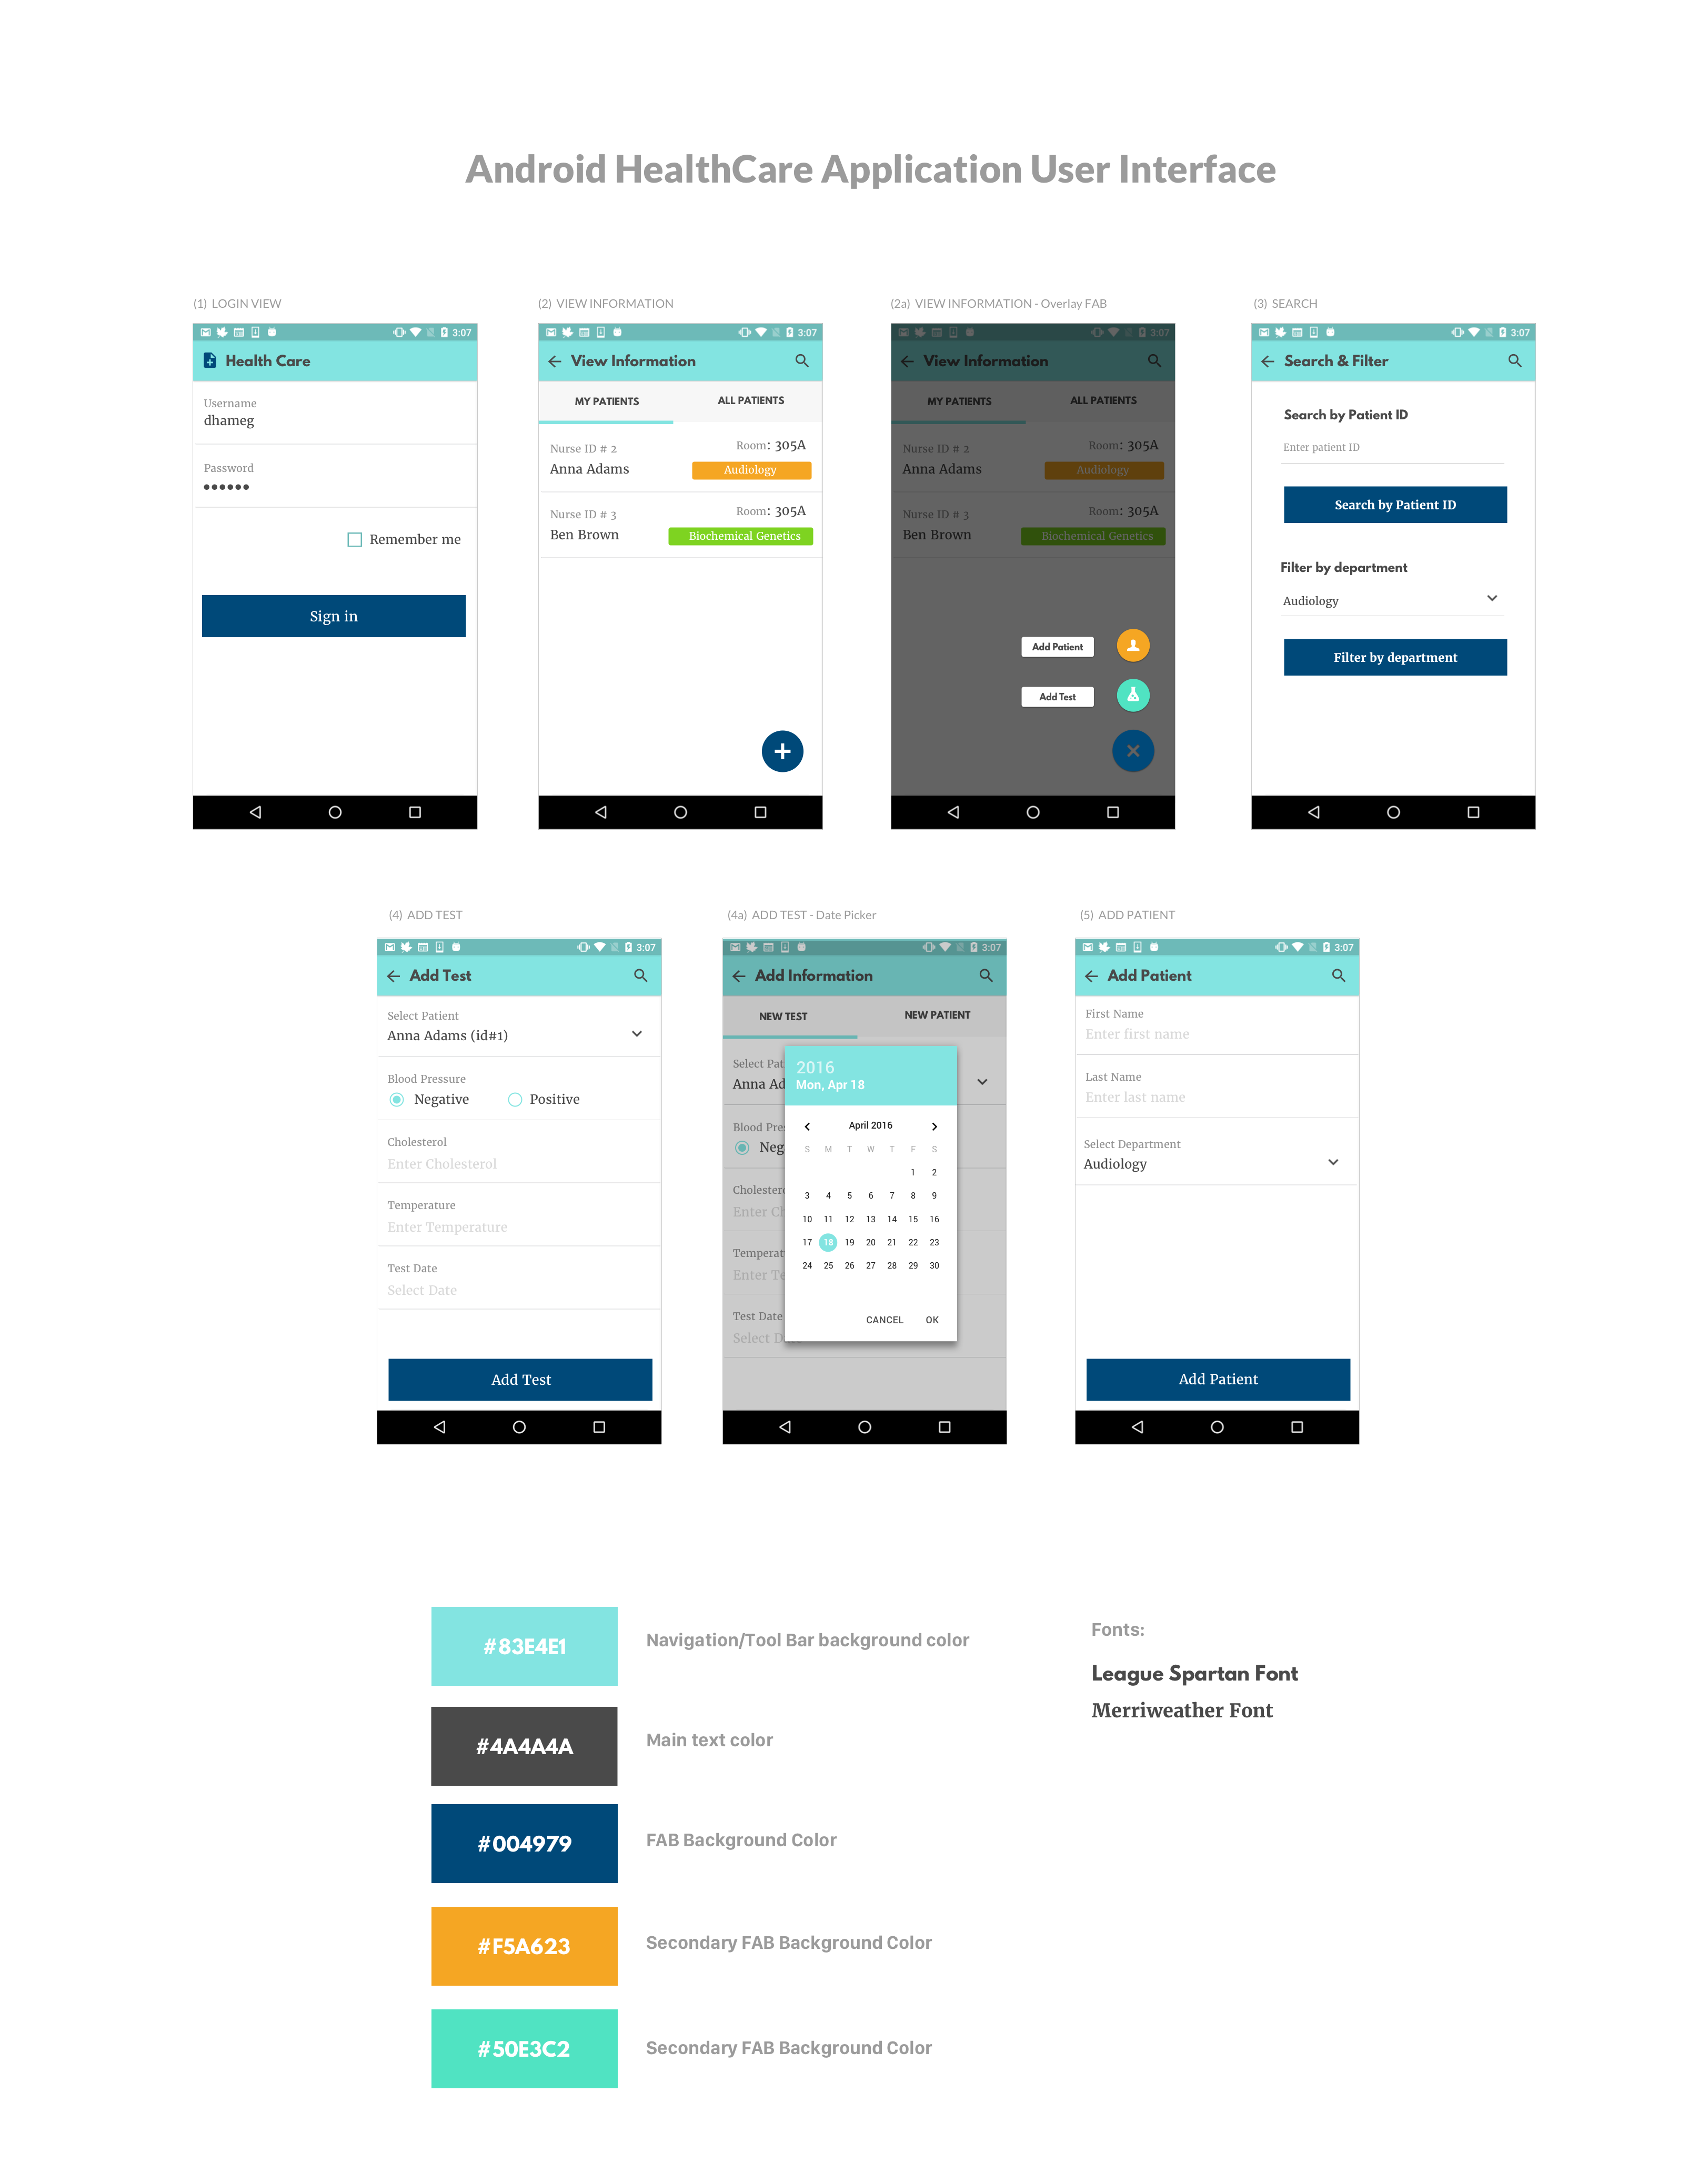 Android HealthCare Application User Interface
(1) LOGIN VIEW
3:07
Health Care
Username
dhameg
Password
Remember me
Sign in
(2) VIEW INFORMATION
3:07
View Information
MY PATIENTS ALL PATIENTS
Nurse ID # 2 Room: 305A
Anna Adams Audiology
Nurse ID # 3 Room: 305A
Ben Brown Biochemical Genetics
(2a) VIEW INFORMATION - Overlay FAB
3:07
View Information
MY PATIENTS ALL PATIENTS
Nurse ID # 2 Room: 305A
Anna Adams Audiology
Nurse ID # 3 Room: 305A
Ben Brown Biochemical Genetics
Add Patient
Add Test
(3) SEARCH
3:07
Search & Filter
Search by Patient ID
Enter patient ID
Search by Patient ID
Filter by department
Audiology
Filter by department
(4) ADD TEST
3:07
Add Test
Select Patient
Anna Adams (id#1)
Blood Pressure
Negative Positive
Cholesterol
Enter Cholesterol
Temperature
Enter Temperature
Test Date
Select Date
Add Test
(4a) ADD TEST - Date Picker
3:07
Add Information
NEW TEST NEW PATIENT
Select Pat
Anna Ad
Blood Pre
Neg
Cholester
Enter C
Temperat
Enter Te
Test Date
Select D
2016
Mon, Apr 18
April 2016
S M T W T F S
1 2
3 4 5 6 7 8 9
10 11 12 13 14 15 16
17 18 19 20 21 22 23
24 25 26 27 28 29 30
CANCEL OK
(5) ADD PATIENT
3:07
Add Patient
First Name
Enter first name
Last Name
Enter last name
Select Department
Audiology
Add Patient
#83E4E1 Navigation/Tool Bar background color
#4A4A4A Main text color
#004979 FAB Background Color
#F5A623 Secondary FAB Background Color
#50E3C2 Secondary FAB Background Color
Fonts:
League Spartan Font
Merriweather Font